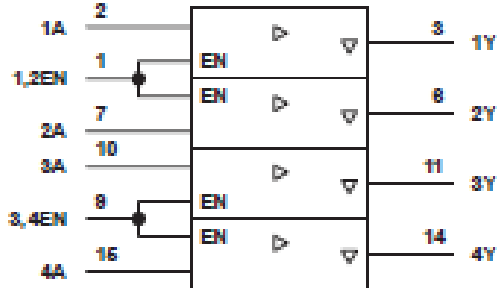 1A 2 3 1Y
1,2EN 1 EN
EN 6 2Y
2A 7
3A 10 11 3Y
3,4EN 9 EN
EN 14 4Y
4A 15